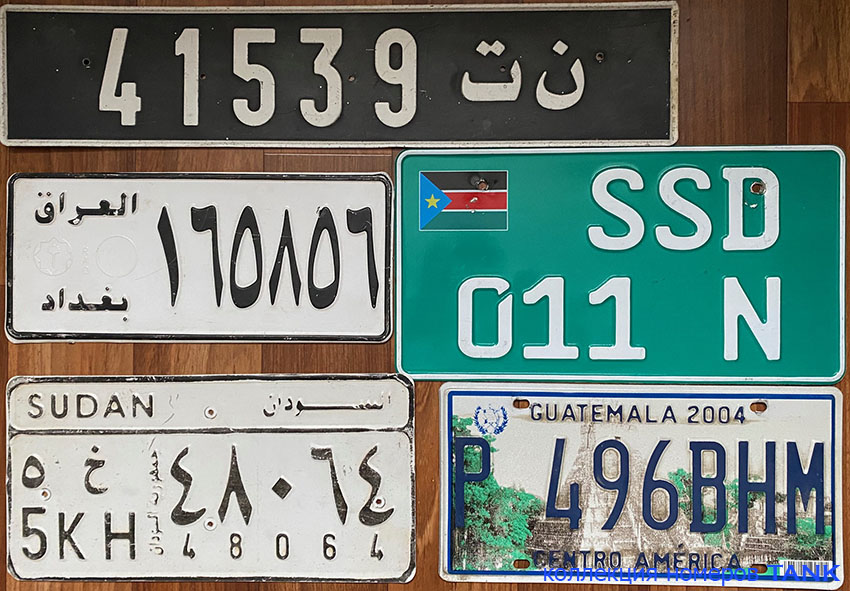 41539 ن ت
العراق
١٦٥٨٥٦
بغداد
SSD
011 N
SUDAN السودان
٥ خ جمهورية السودان ٤٨٠٦٤
5KH 48064
GUATEMALA 2004
P 496BHM
CENTRO AMÉRICA
коллекция номеров TANK